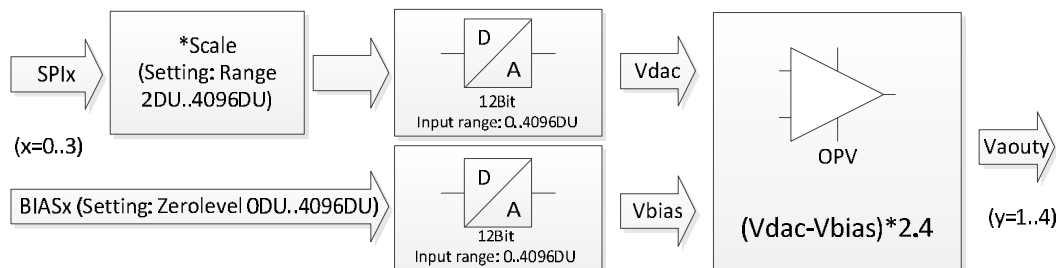 SPIx
(x=0..3)
*Scale
(Setting: Range
2DU..4096DU)
D
A
12Bit
Input range: 0..4096DU
Vdac
BIASx (Setting: Zerolevel 0DU..4096DU)
D
A
12Bit
Input range: 0..4096DU
Vbias
OPV
(Vdac-Vbias)*2.4
Vaouty
(y=1..4)